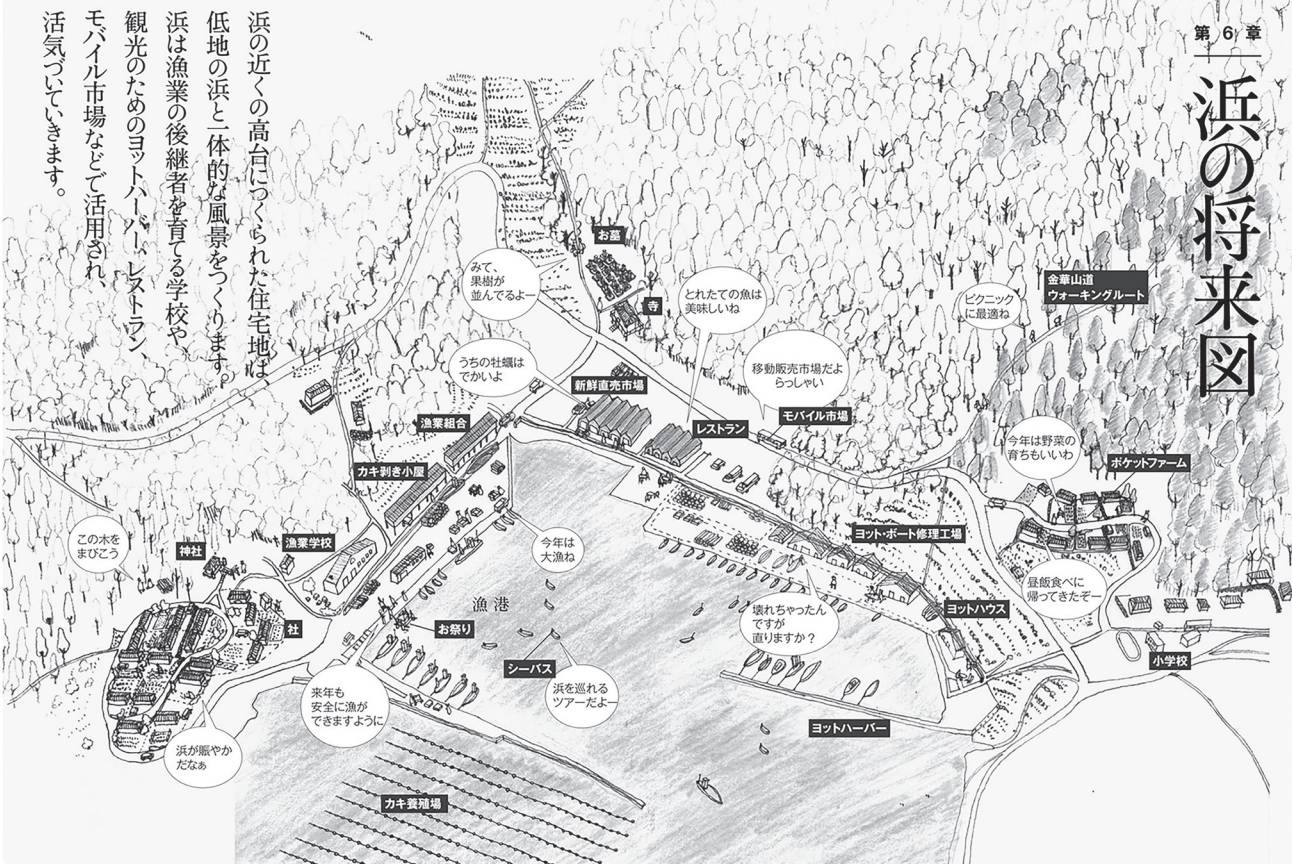 第6章
浜の将来図
浜の近くの高台につくられた住宅地は、
低地の浜と一体的な風景をつくります。
浜は漁業の後継者を育てる学校や
観光のためのヨットハーバー、レストラン、
モバイル市場などで活用され、
活気づいていきます。
お墓
寺
みて、
果樹が
並んでるよー
とれたての魚は
美味しいね
金華山道
ウォーキングルート
ピクニック
に最適ね
うちの牡蠣は
でかいよ
新鮮直売市場
移動販売市場だよ
らっしゃい
モバイル市場
レストラン
漁業組合
カキ剥き小屋
今年は野菜の
育ちもいいわ
ポケットファーム
ヨット・ボート修理工場
この木を
まびこう
神社
漁業学校
今年は
大漁ね
漁港
昼飯食べに
帰ってきたぞー
ヨットハウス
壊れちゃったん
ですが
直りますか?
社
お祭り
シーバス
浜を巡れる
ツアーだよー
小学校
来年も
安全に漁が
できますように
ヨットハーバー
浜が賑やか
だなぁ
カキ養殖場